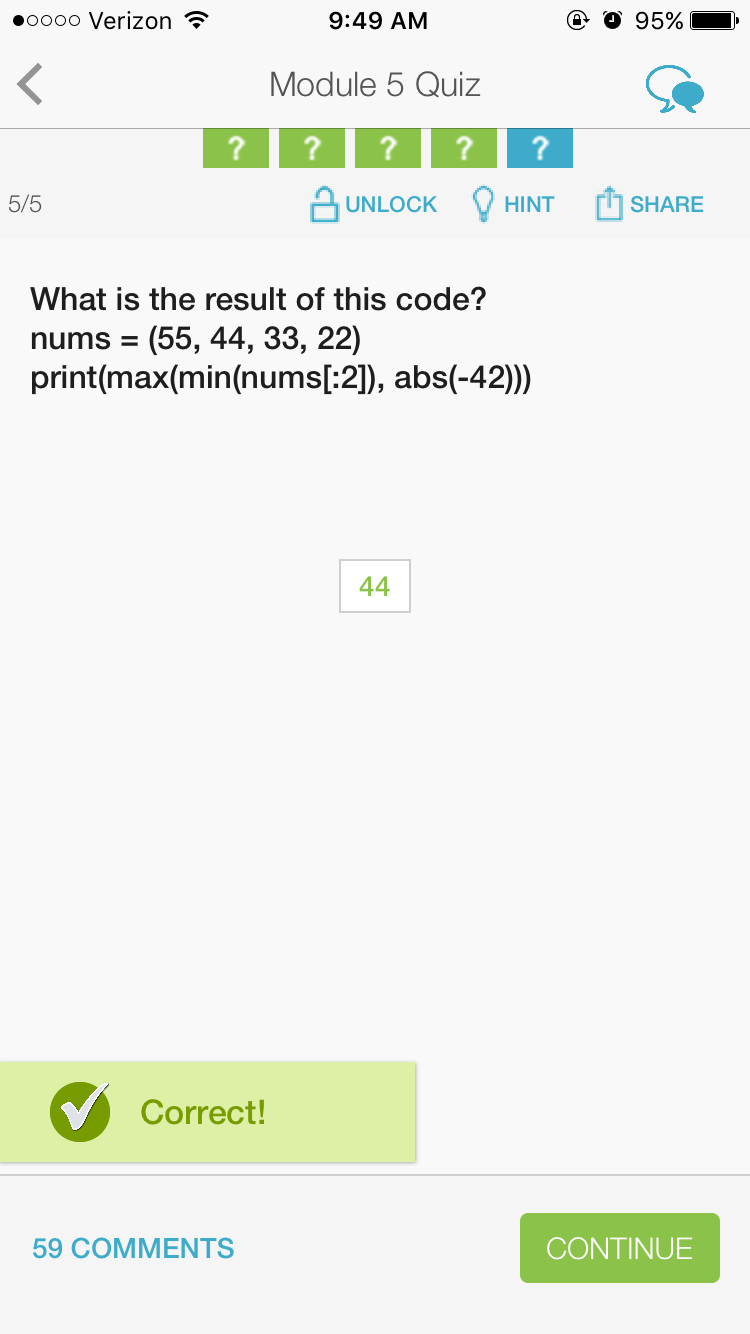 Verizon 9:49 AM 95%
Module 5 Quiz
? ? ? ? ?
5/5 UNLOCK HINT SHARE
What is the result of this code?
nums = (55, 44, 33, 22)
print(max(min(nums[:2]), abs(-42)))
44
Correct!
59 COMMENTS CONTINUE